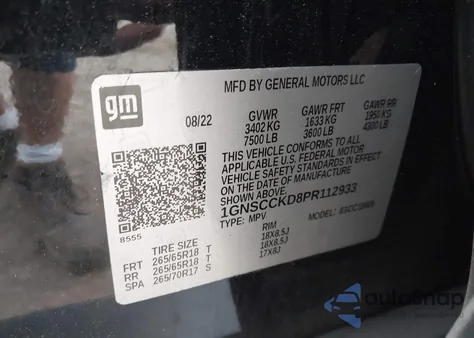 gm
MFD BY GENERAL MOTORS LLC
08/22
GVWR GAWR FRT GAWR RR
3402 KG 1633 KG 1950 KG
7500 LB 3600 LB 4300 LB
THIS VEHICLE CONFORMS TO ALL
APPLICABLE U.S. FEDERAL MOTOR
VEHICLE SAFETY STANDARDS IN EFFECT
ON THE DATE OF MANUFACTURE
SHOWN ABOVE.
1GNSCCKD8PR112933
TYPE: MPV MODEL:
8555
TIRE SIZE RIM
FRT 265/65R18 T 18X8.5J
RR 265/65R18 T 18X8.5J
SPA 265/70R17 S 17X8J
autoSnap